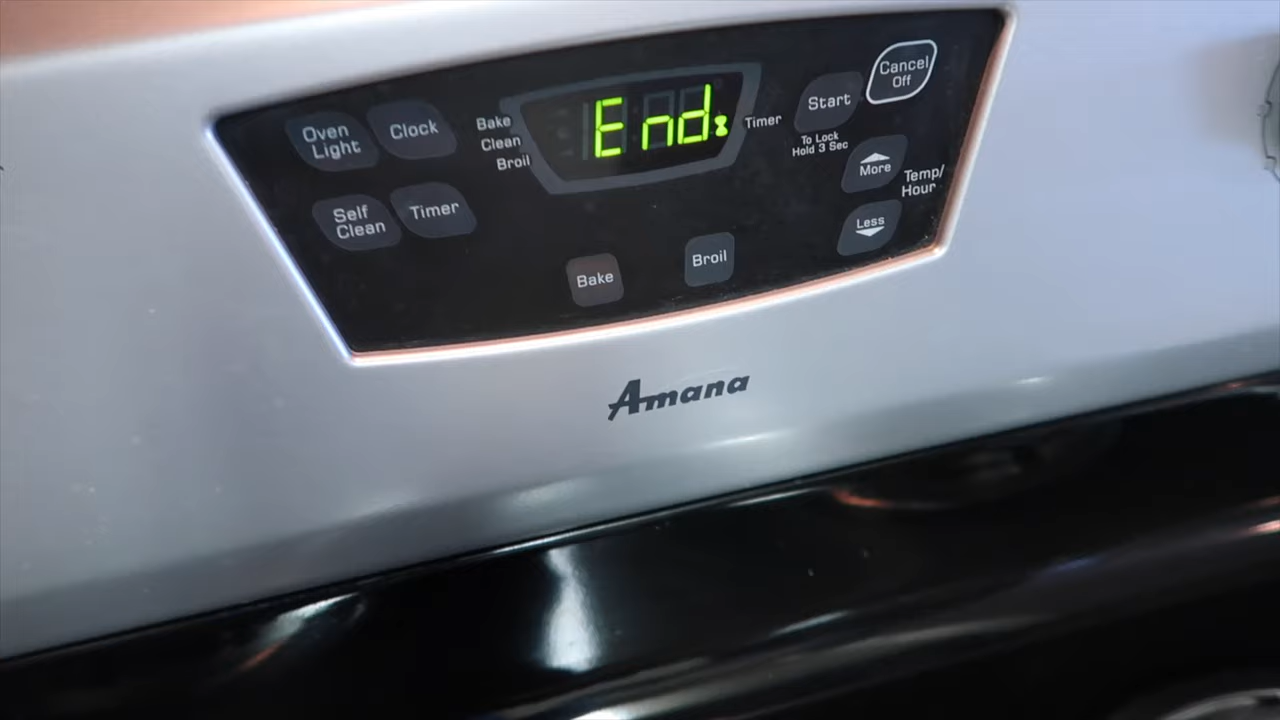 Oven
Light
Clock
Self
Clean
Timer
Bake
Clean
Broil
End
Timer
Start
To Lock
Hold 3 Sec
Cancel
Off
More
Temp/
Hour
Less
Bake
Broil
Amana